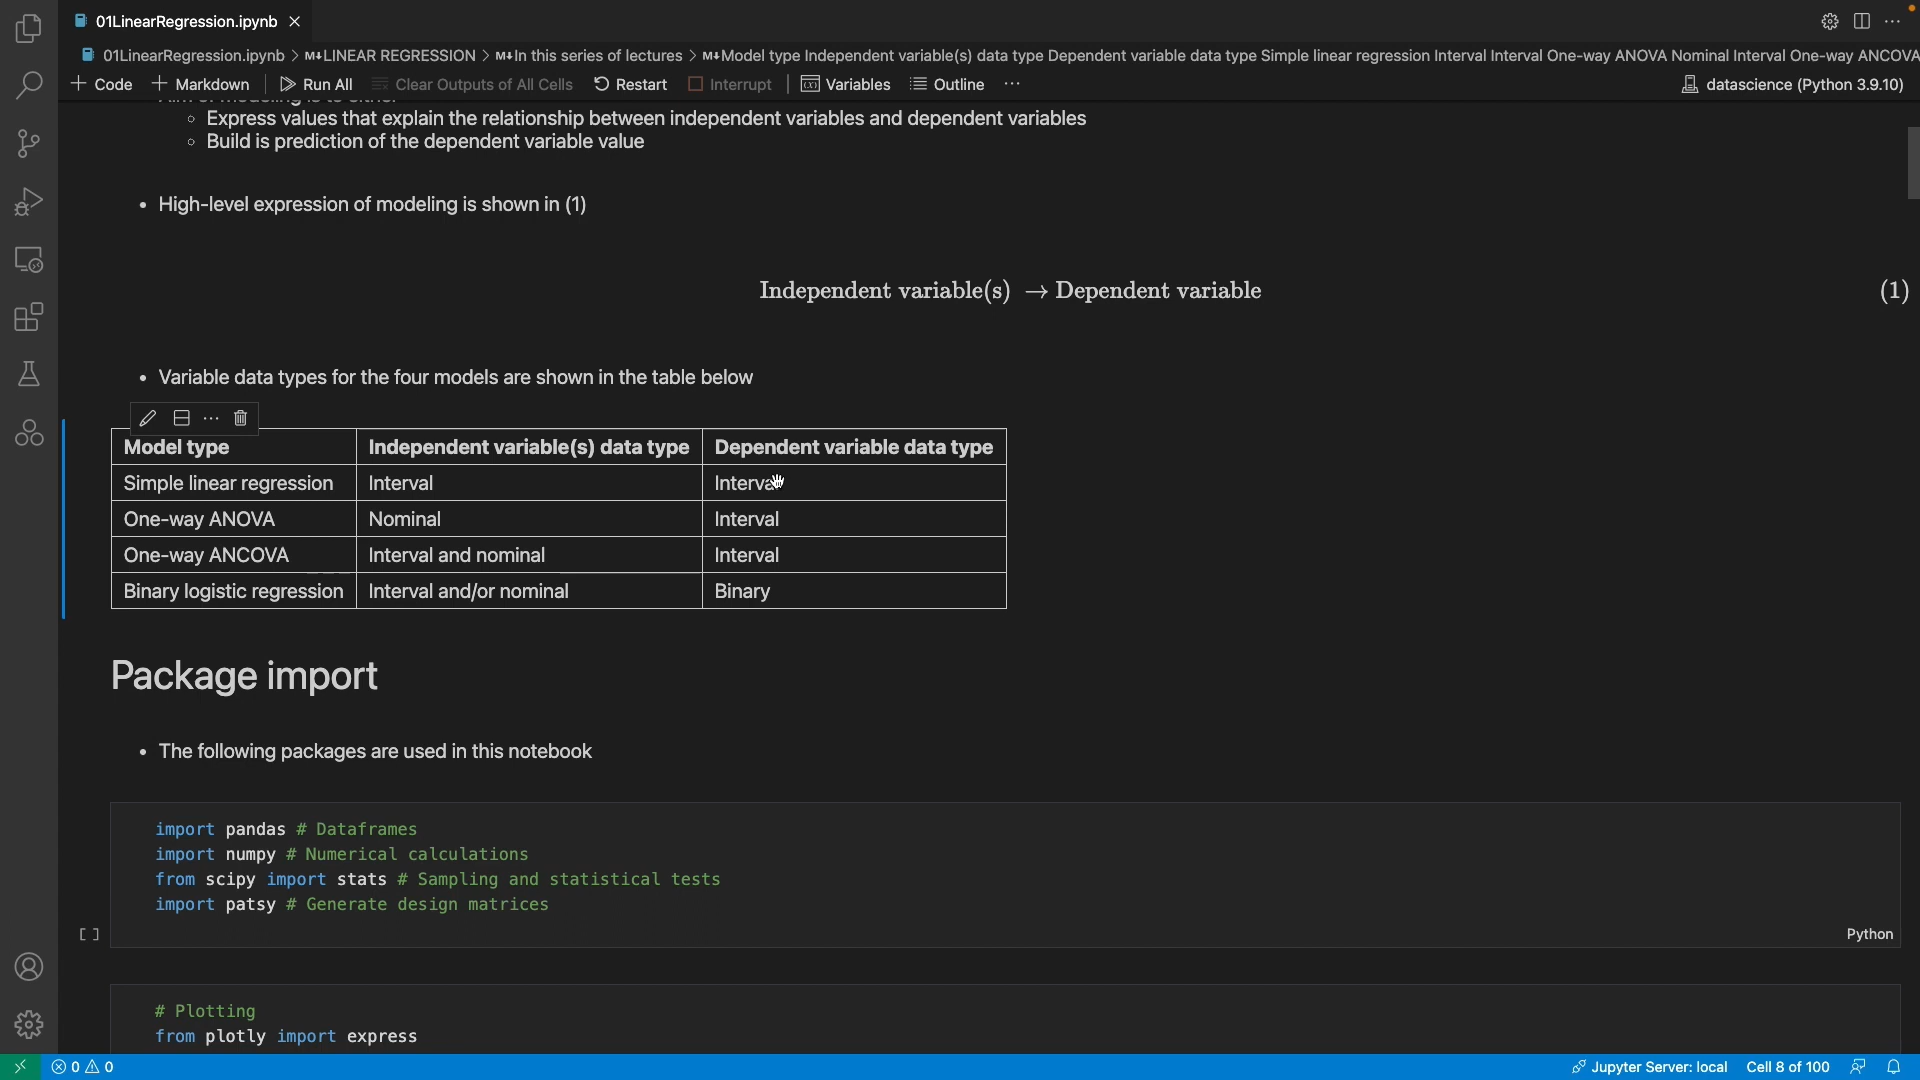 01LinearRegression.ipynb
01LinearRegression.ipynb > M↓LINEAR REGRESSION > M↓In this series of lectures > M↓Model type Independent variable(s) data type Dependent variable data type Simple linear regression Interval Interval One-way ANOVA Nominal Interval One-way ANCOVA
+ Code + Markdown Run All Clear Outputs of All Cells Restart Interrupt Variables Outline ··· datascience (Python 3.9.10)
Express values that explain the relationship between independent variables and dependent variables
Build is prediction of the dependent variable value
High-level expression of modeling is shown in (1)
Independent variable(s) → Dependent variable (1)
Variable data types for the four models are shown in the table below
Model type Independent variable(s) data type Dependent variable data type
Simple linear regression Interval Interval
One-way ANOVA Nominal Interval
One-way ANCOVA Interval and nominal Interval
Binary logistic regression Interval and/or nominal Binary
Package import
The following packages are used in this notebook
import pandas # Dataframes
import numpy # Numerical calculations
from scipy import stats # Sampling and statistical tests
import patsy # Generate design matrices
[ ] Python
# Plotting
from plotly import express
0 0 Jupyter Server: local Cell 8 of 100